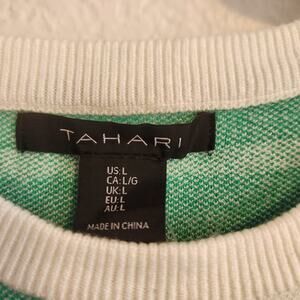 TAHARI
US:L
CA:L/G
UK:L
EU:L
AU:L
MADE IN CHINA